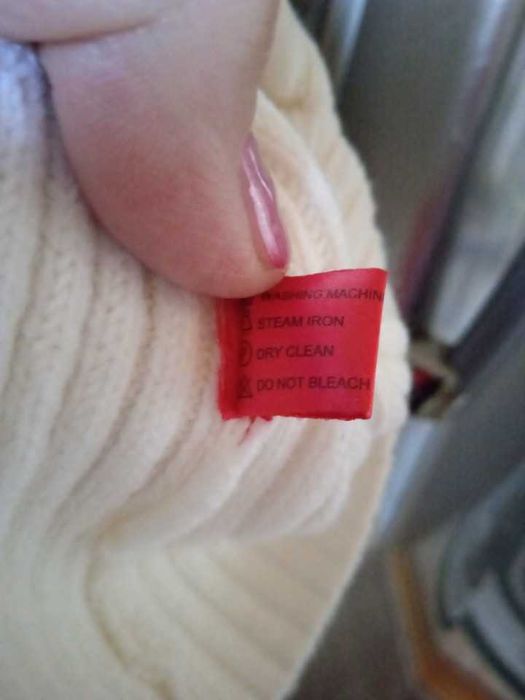 WASHING MACHIN
STEAM IRON
DRY CLEAN
DO NOT BLEACH